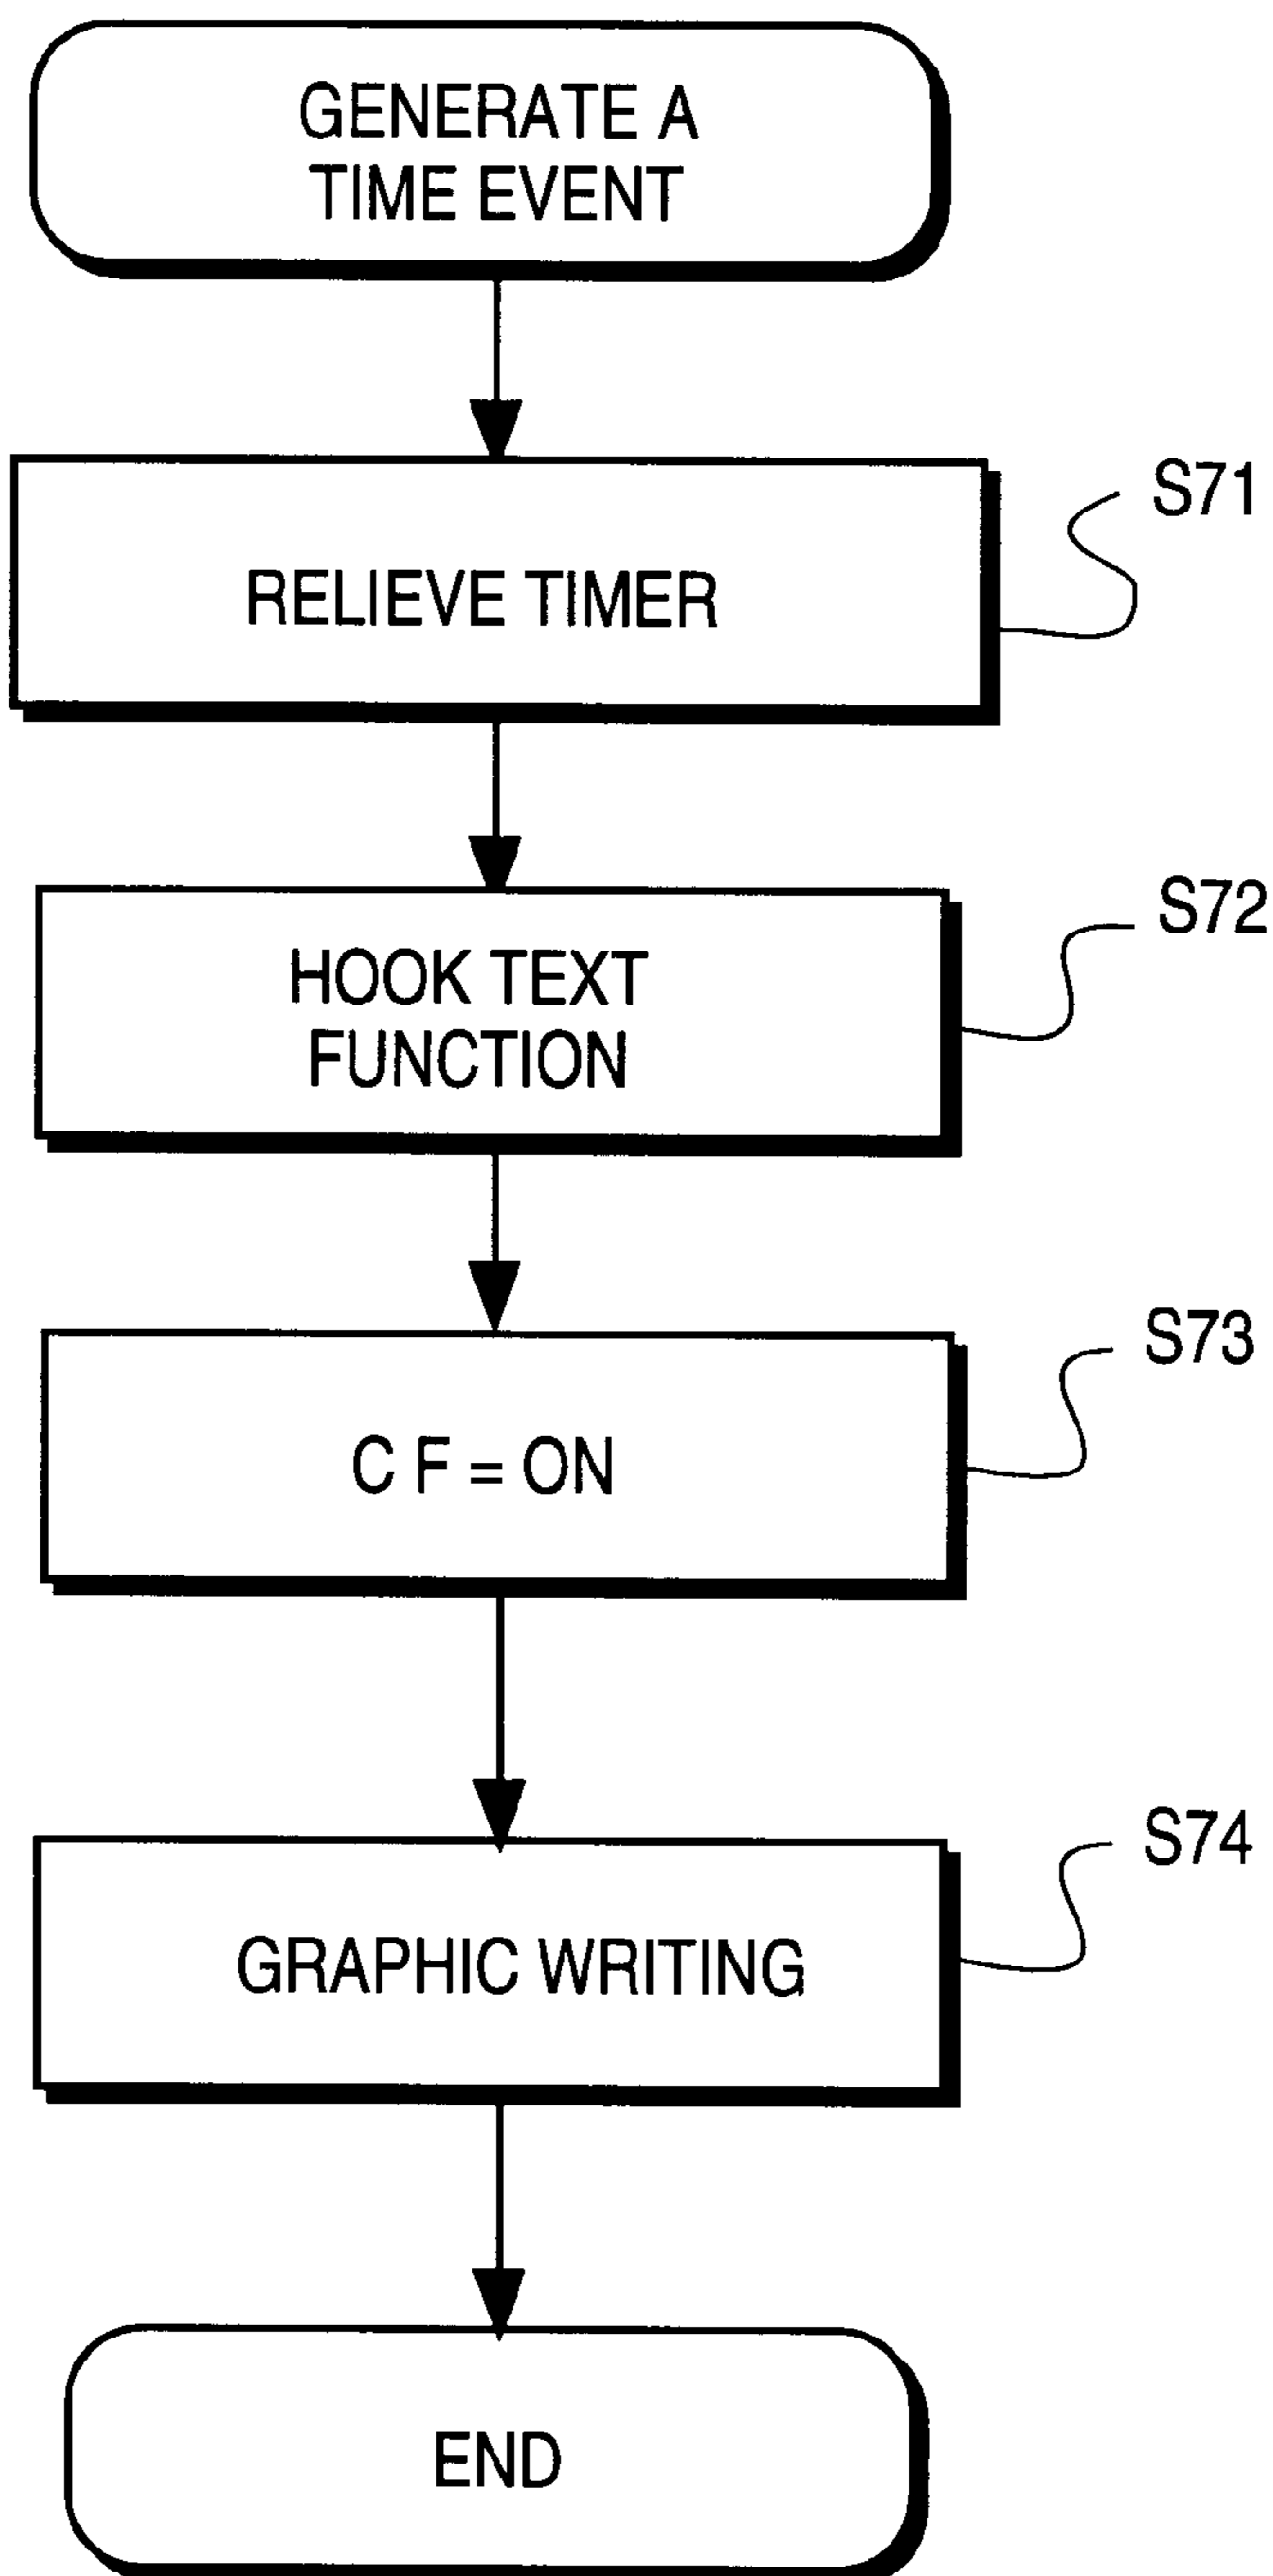 GENERATE A
TIME EVENT
S71
RELIEVE TIMER
S72
HOOK TEXT
FUNCTION
S73
C F = ON
S74
GRAPHIC WRITING
END